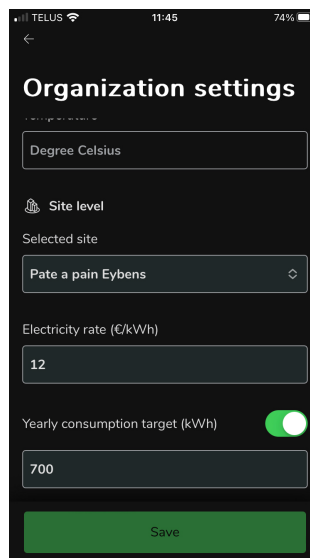 TELUS
11:45
74%
Organization settings
Temperature
Degree Celsius
Site level
Selected site
Pate a pain Eybens
Electricity rate (€/kWh)
12
Yearly consumption target (kWh)
700
Save